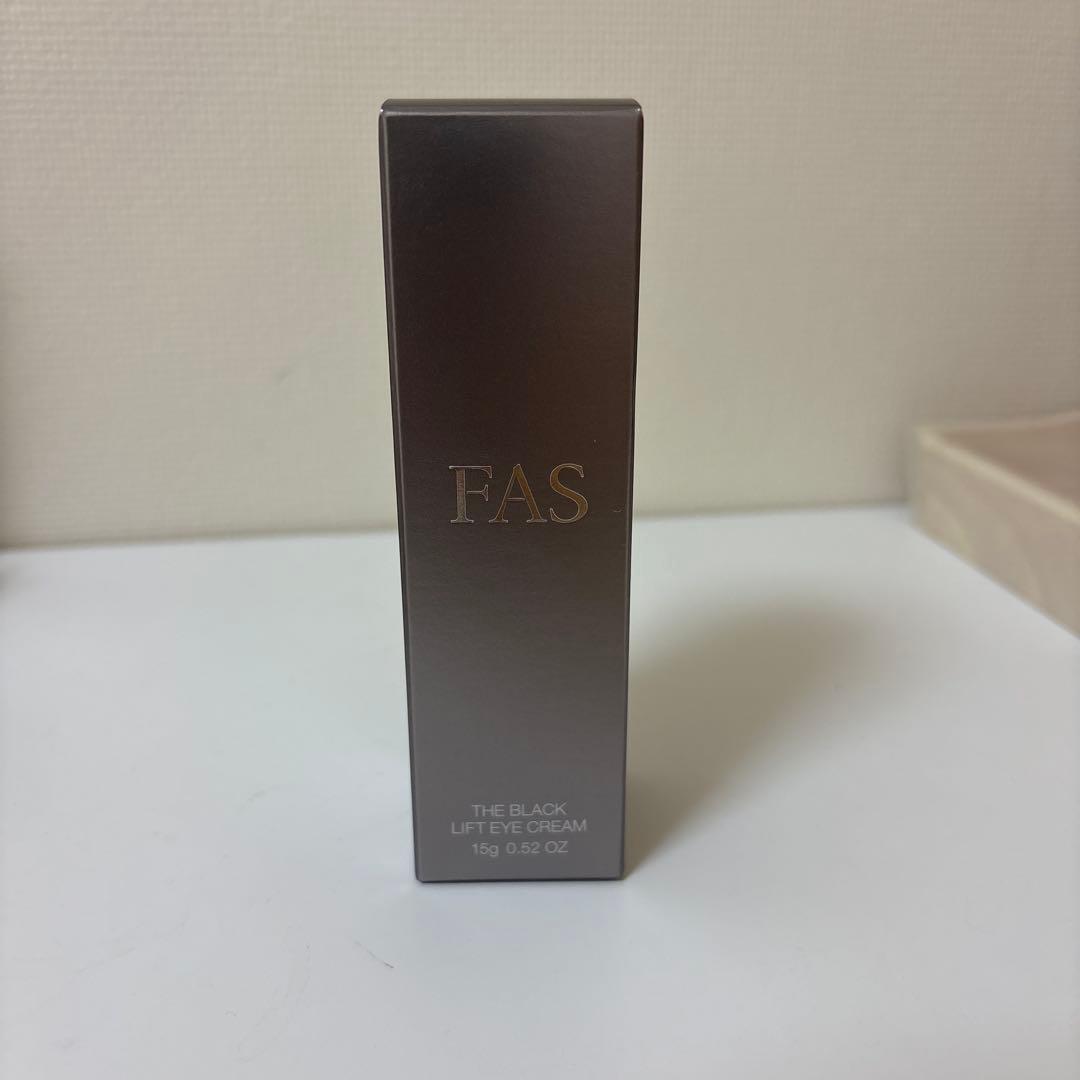 FAS
THE BLACK
LIFT EYE CREAM
15g 0.52 OZ